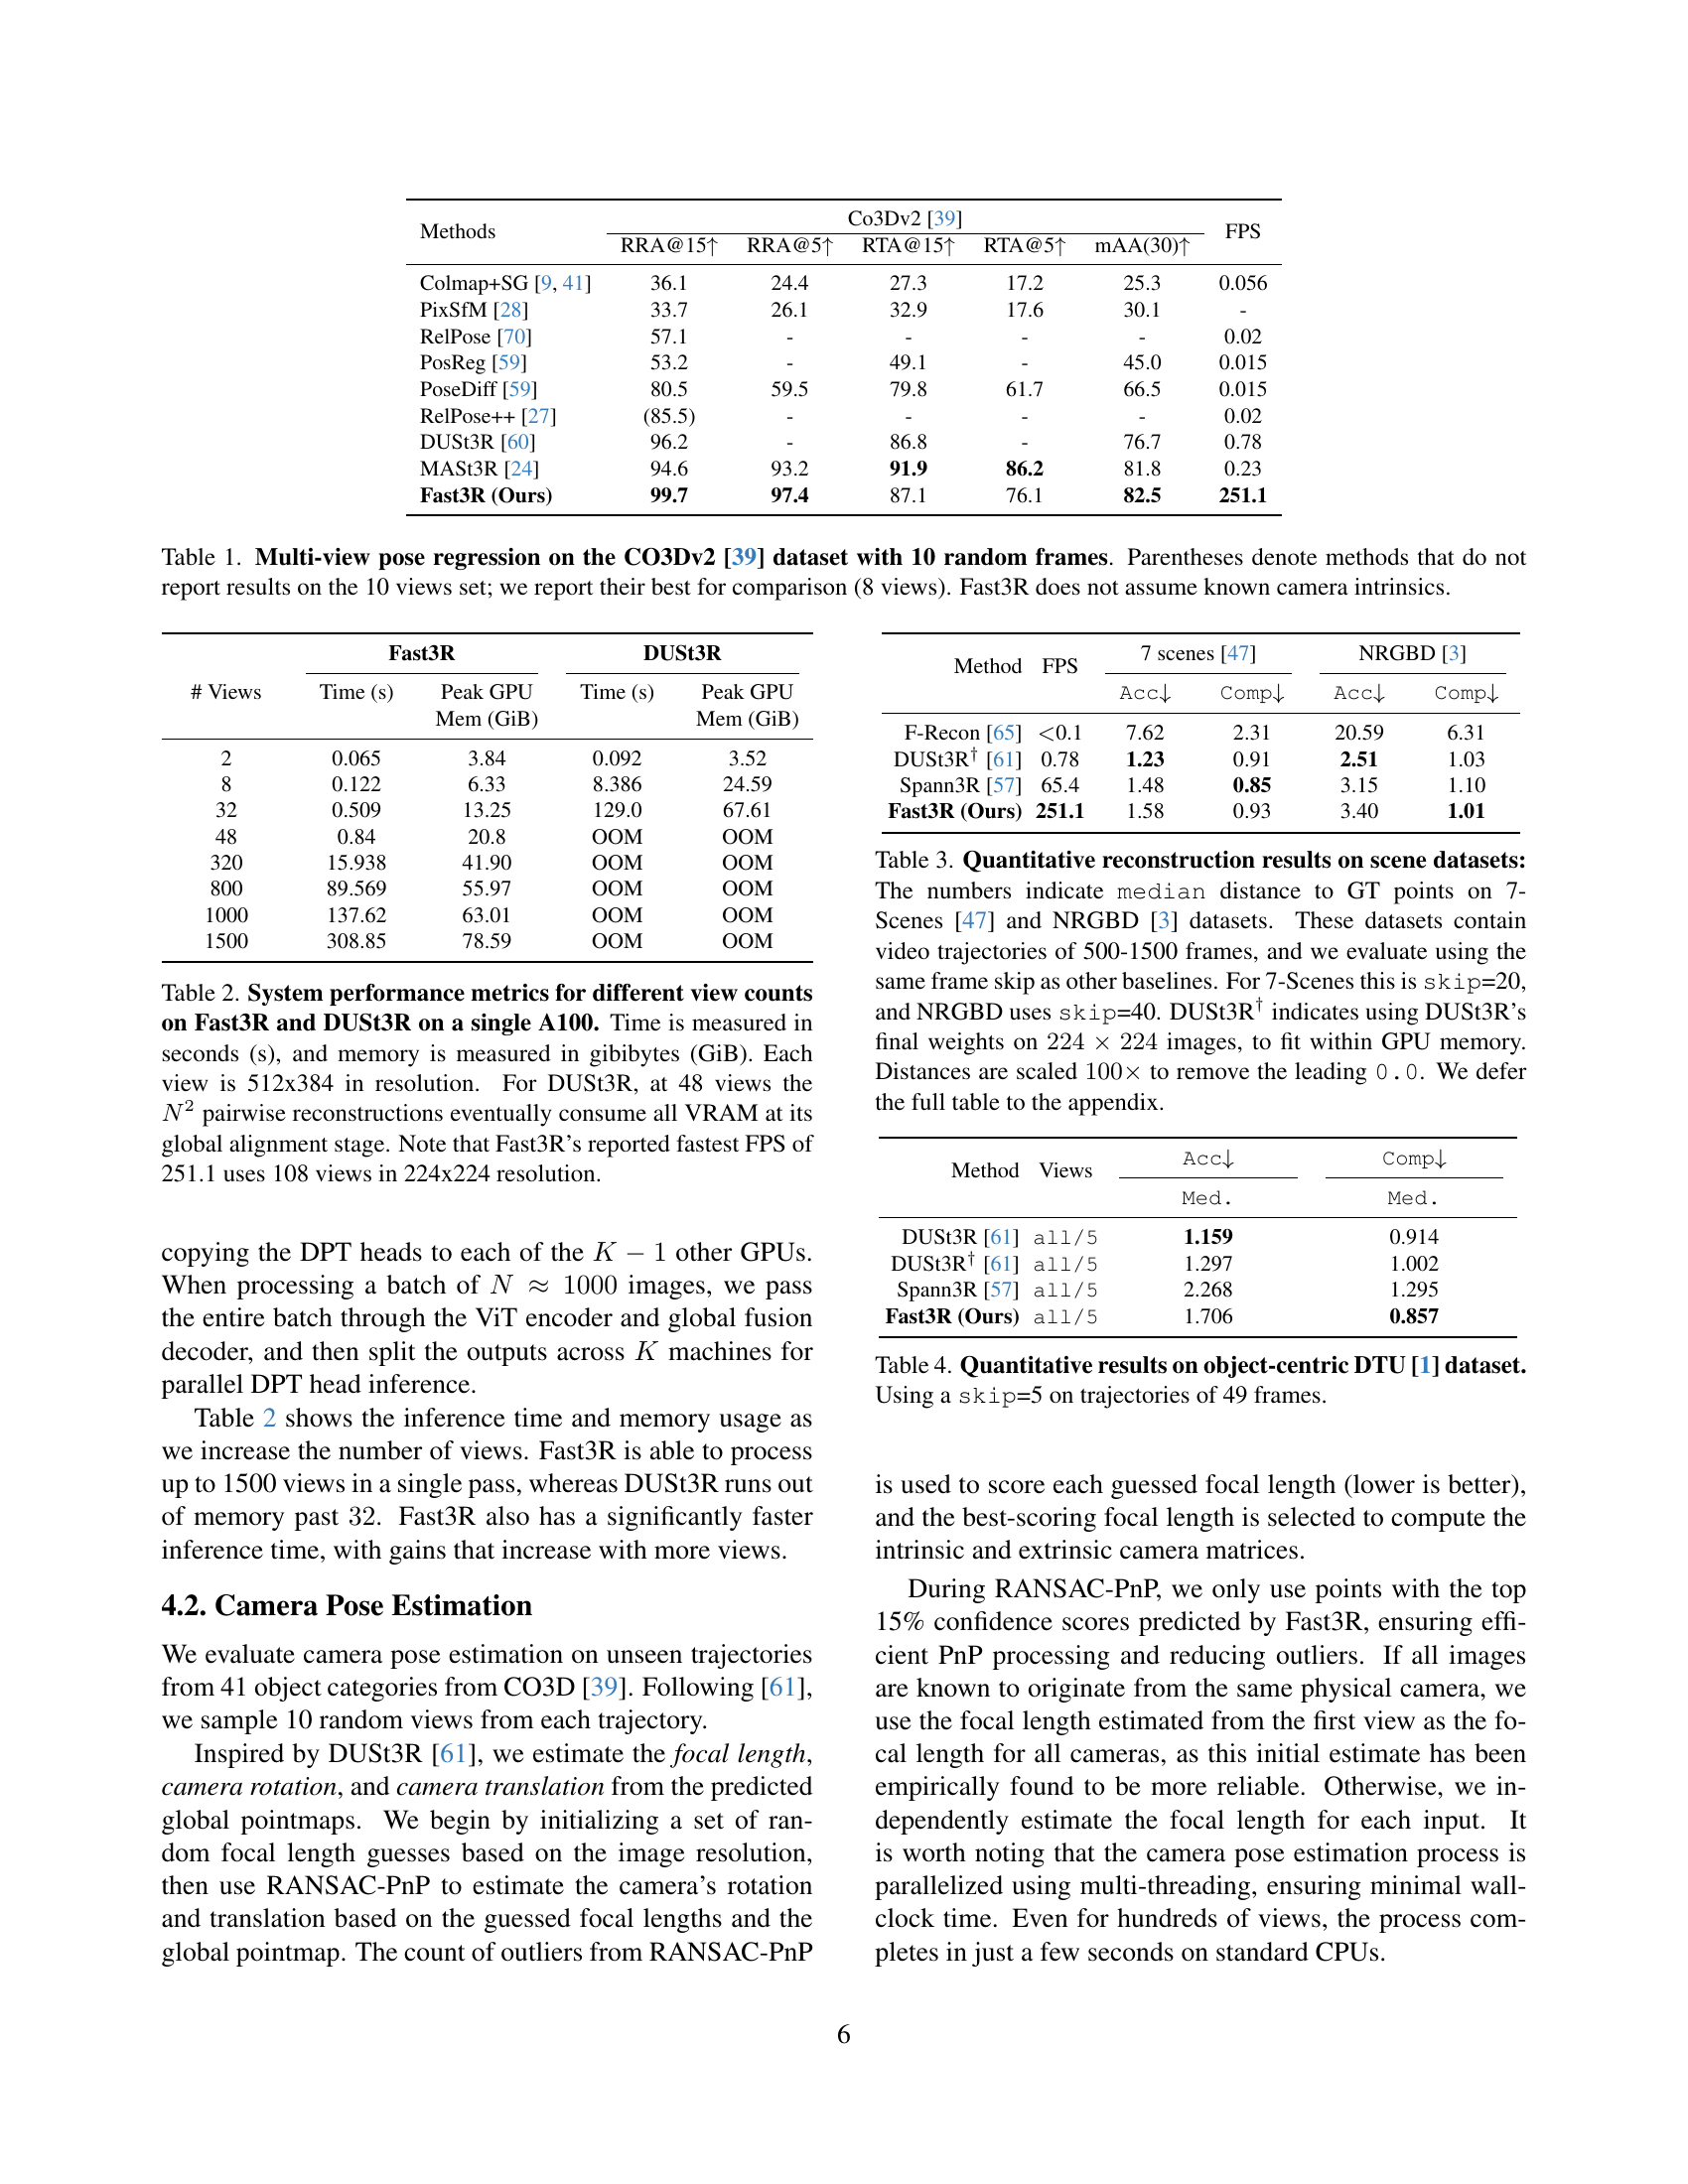 Methods Co3Dv2 [39] FPS
RRA@15↑ RRA@5↑ RTA@15↑ RTA@5↑ mAA(30)↑
Colmap+SG [9, 41] 36.1 24.4 27.3 17.2 25.3 0.056
PixSfM [28] 33.7 26.1 32.9 17.6 30.1 -
RelPose [70] 57.1 - - - - 0.02
PosReg [59] 53.2 - 49.1 - 45.0 0.015
PoseDiff [59] 80.5 59.5 79.8 61.7 66.5 0.015
RelPose++ [27] (85.5) - - - - 0.02
DUSt3R [60] 96.2 - 86.8 - 76.7 0.78
MASt3R [24] 94.6 93.2 91.9 86.2 81.8 0.23
Fast3R (Ours) 99.7 97.4 87.1 76.1 82.5 251.1
Table 1. Multi-view pose regression on the CO3Dv2 [39] dataset with 10 random frames. Parentheses denote methods that do not
report results on the 10 views set; we report their best for comparison (8 views). Fast3R does not assume known camera intrinsics.
Fast3R DUSt3R
# Views Time (s) Peak GPU Time (s) Peak GPU
Mem (GiB) Mem (GiB)
2 0.065 3.84 0.092 3.52
8 0.122 6.33 8.386 24.59
32 0.509 13.25 129.0 67.61
48 0.84 20.8 OOM OOM
320 15.938 41.90 OOM OOM
800 89.569 55.97 OOM OOM
1000 137.62 63.01 OOM OOM
1500 308.85 78.59 OOM OOM
Table 2. System performance metrics for different view counts
on Fast3R and DUSt3R on a single A100. Time is measured in
seconds (s), and memory is measured in gibibytes (GiB). Each
view is 512x384 in resolution. For DUSt3R, at 48 views the
N² pairwise reconstructions eventually consume all VRAM at its
global alignment stage. Note that Fast3R's reported fastest FPS of
251.1 uses 108 views in 224x224 resolution.
copying the DPT heads to each of the K − 1 other GPUs.
When processing a batch of N ≈ 1000 images, we pass
the entire batch through the ViT encoder and global fusion
decoder, and then split the outputs across K machines for
parallel DPT head inference.
Table 2 shows the inference time and memory usage as
we increase the number of views. Fast3R is able to process
up to 1500 views in a single pass, whereas DUSt3R runs out
of memory past 32. Fast3R also has a significantly faster
inference time, with gains that increase with more views.
4.2. Camera Pose Estimation
We evaluate camera pose estimation on unseen trajectories
from 41 object categories from CO3D [39]. Following [61],
we sample 10 random views from each trajectory.
Inspired by DUSt3R [61], we estimate the focal length,
camera rotation, and camera translation from the predicted
global pointmaps. We begin by initializing a set of ran-
dom focal length guesses based on the image resolution,
then use RANSAC-PnP to estimate the camera's rotation
and translation based on the guessed focal lengths and the
global pointmap. The count of outliers from RANSAC-PnP
Method FPS 7 scenes [47] NRGBD [3]
Acc↓ Comp↓ Acc↓ Comp↓
F-Recon [65] <0.1 7.62 2.31 20.59 6.31
DUSt3R† [61] 0.78 1.23 0.91 2.51 1.03
Spann3R [57] 65.4 1.48 0.85 3.15 1.10
Fast3R (Ours) 251.1 1.58 0.93 3.40 1.01
Table 3. Quantitative reconstruction results on scene datasets:
The numbers indicate median distance to GT points on 7-
Scenes [47] and NRGBD [3] datasets. These datasets contain
video trajectories of 500-1500 frames, and we evaluate using the
same frame skip as other baselines. For 7-Scenes this is skip=20,
and NRGBD uses skip=40. DUSt3R† indicates using DUSt3R's
final weights on 224 × 224 images, to fit within GPU memory.
Distances are scaled 100× to remove the leading 0.0. We defer
the full table to the appendix.
Method Views Acc↓ Comp↓
Med. Med.
DUSt3R [61] all/5 1.159 0.914
DUSt3R† [61] all/5 1.297 1.002
Spann3R [57] all/5 2.268 1.295
Fast3R (Ours) all/5 1.706 0.857
Table 4. Quantitative results on object-centric DTU [1] dataset.
Using a skip=5 on trajectories of 49 frames.
is used to score each guessed focal length (lower is better),
and the best-scoring focal length is selected to compute the
intrinsic and extrinsic camera matrices.
During RANSAC-PnP, we only use points with the top
15% confidence scores predicted by Fast3R, ensuring effi-
cient PnP processing and reducing outliers. If all images
are known to originate from the same physical camera, we
use the focal length estimated from the first view as the fo-
cal length for all cameras, as this initial estimate has been
empirically found to be more reliable. Otherwise, we in-
dependently estimate the focal length for each input. It
is worth noting that the camera pose estimation process is
parallelized using multi-threading, ensuring minimal wall-
clock time. Even for hundreds of views, the process com-
pletes in just a few seconds on standard CPUs.
6